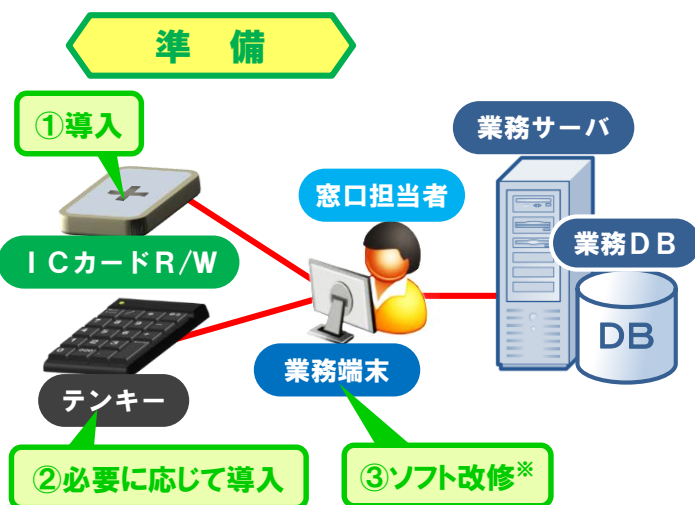 準 備
①導入
業務サーバ
窓口担当者
業務DB
ICカードR/W
DB
業務端末
テンキー
②必要に応じて導入
③ソフト改修※